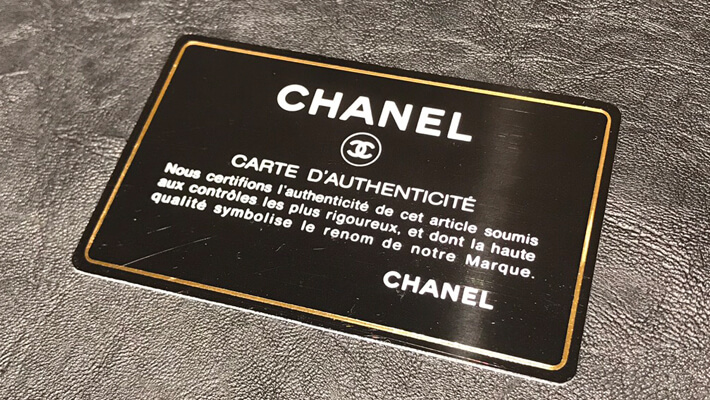 CHANEL
CARTE D'AUTHENTICITÉ
Nous certifions l'authenticité de cet article soumis
aux contrôles les plus rigoureux, et dont la haute
qualité symbolise le renom de notre Marque.
CHANEL